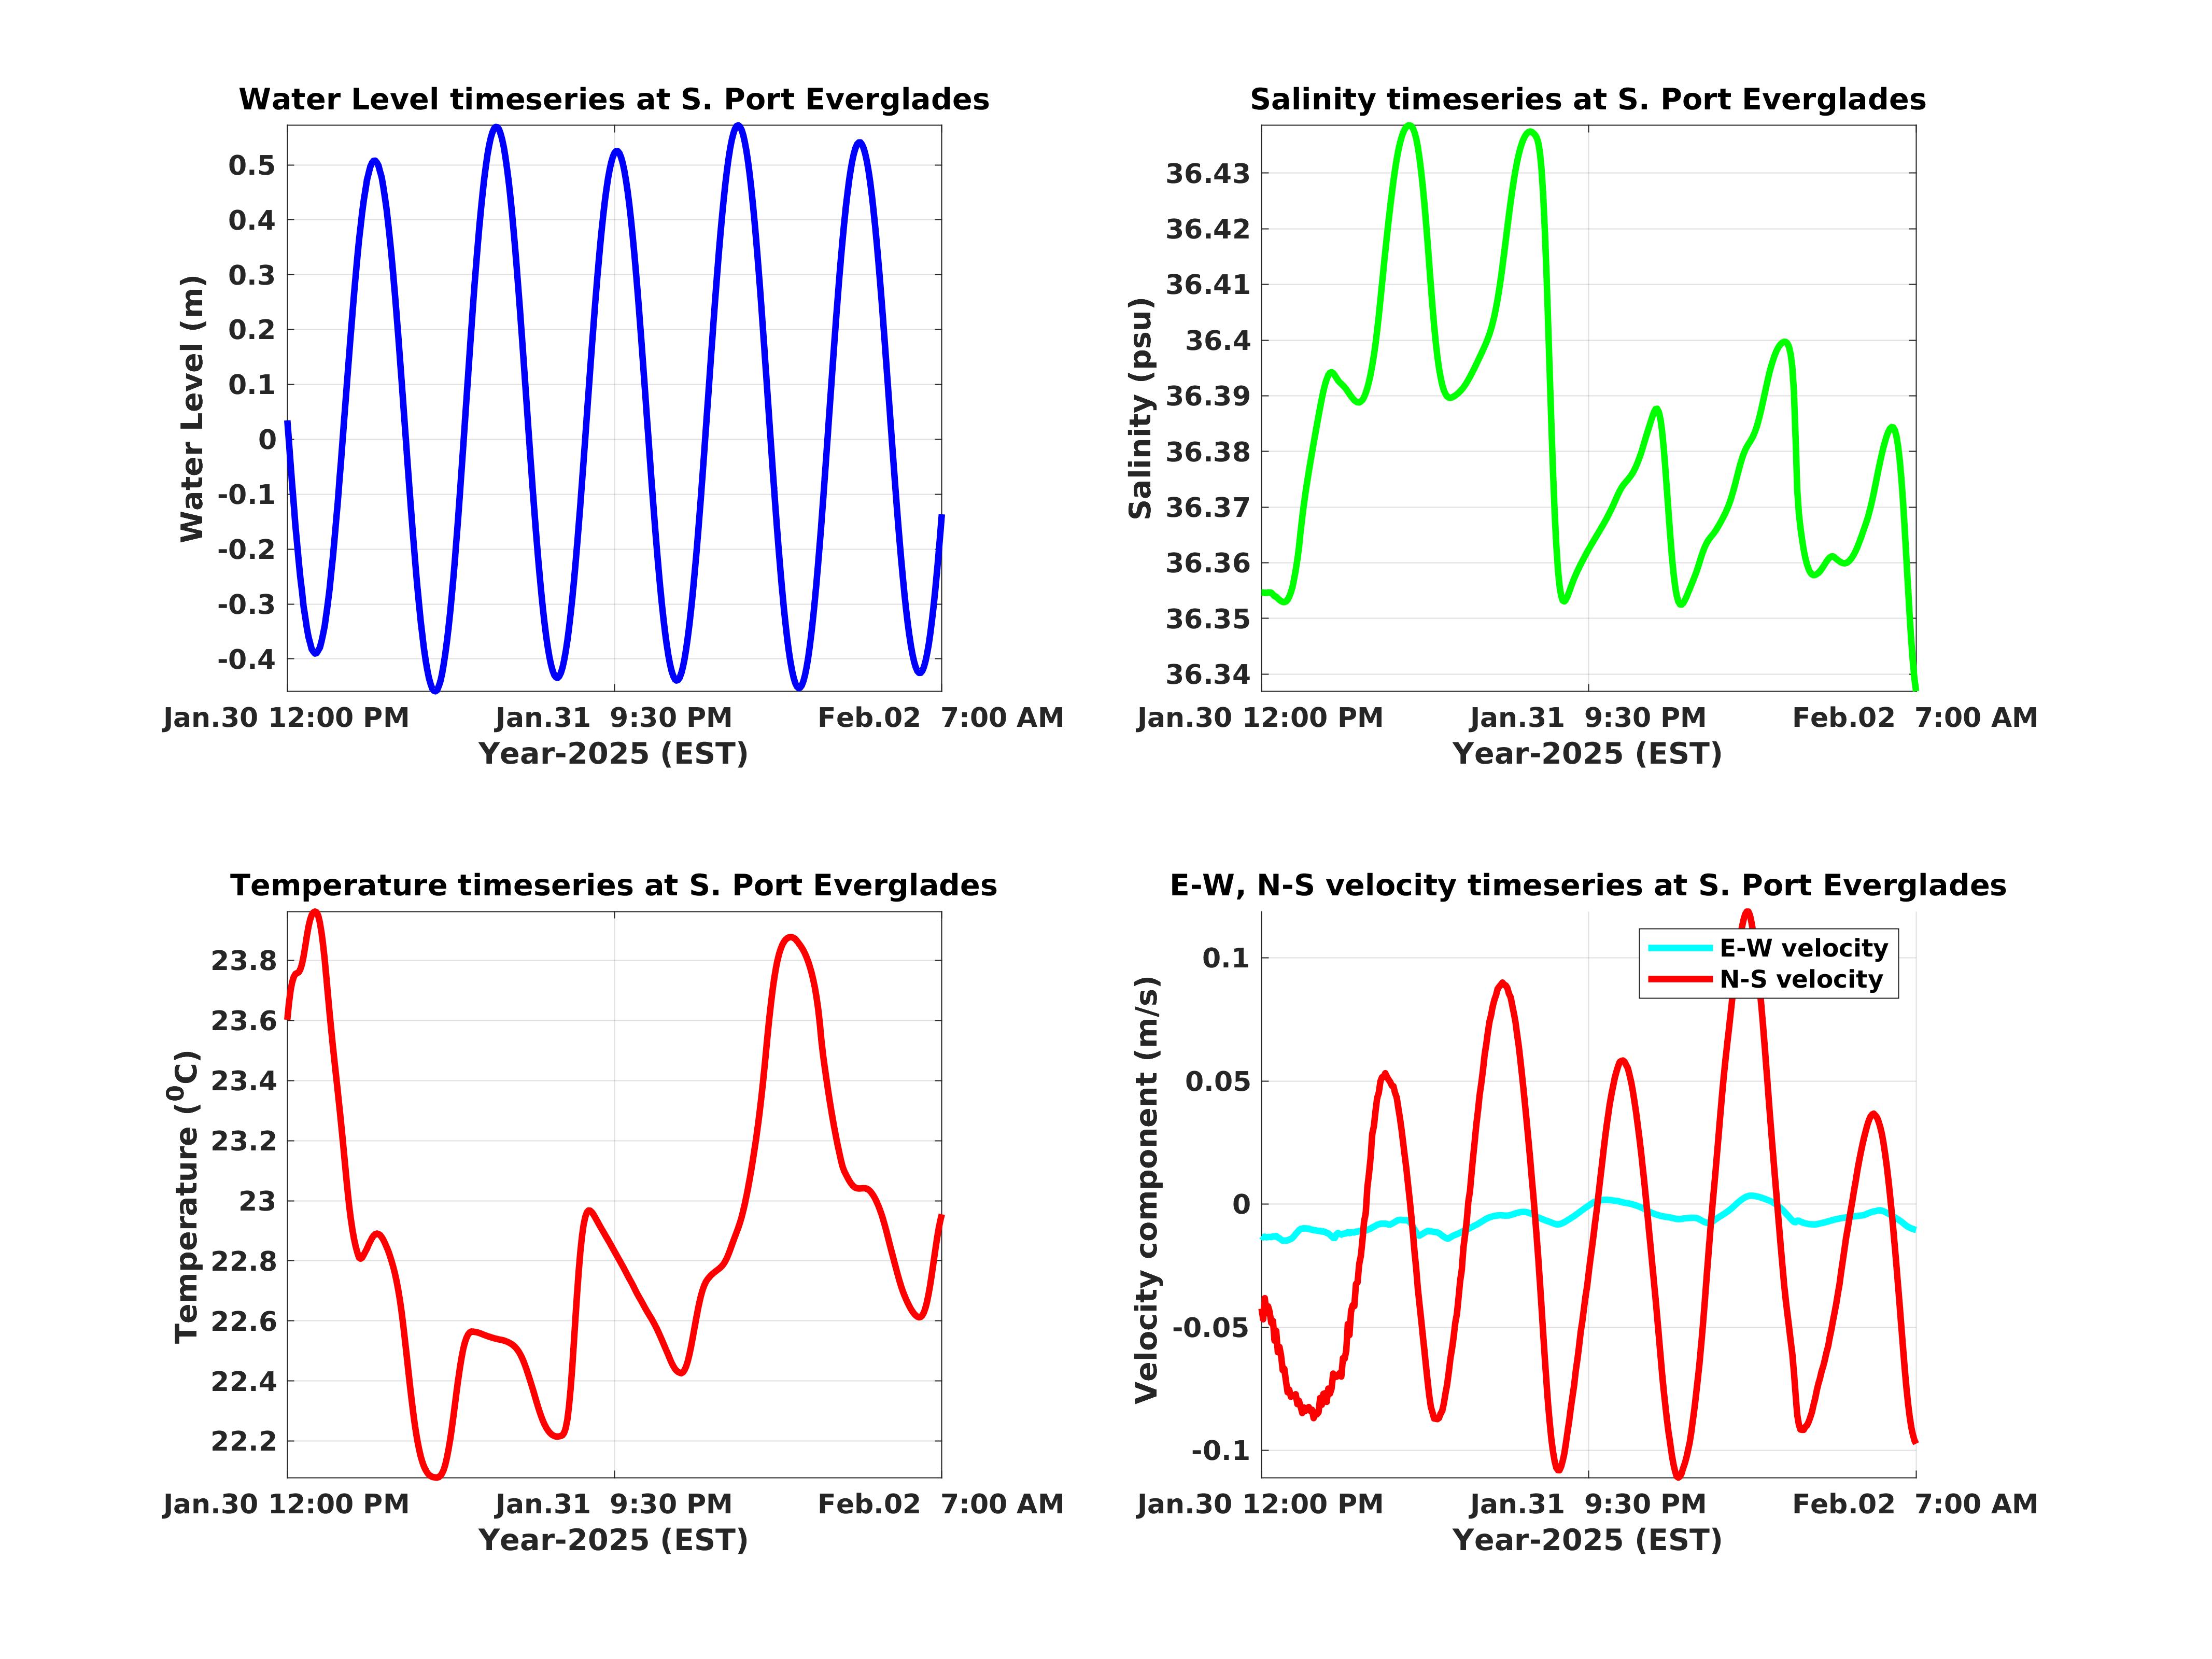 Water Level timeseries at S. Port Everglades
Water Level (m)
0.5
0.4
0.3
0.2
0.1
0
-0.1
-0.2
-0.3
-0.4
Jan.30 12:00 PM
Jan.31  9:30 PM
Feb.02  7:00 AM
Year-2025 (EST)
Salinity timeseries at S. Port Everglades
Salinity (psu)
36.43
36.42
36.41
36.4
36.39
36.38
36.37
36.36
36.35
36.34
Jan.30 12:00 PM
Jan.31  9:30 PM
Feb.02  7:00 AM
Year-2025 (EST)
Temperature timeseries at S. Port Everglades
Temperature (⁰C)
23.8
23.6
23.4
23.2
23
22.8
22.6
22.4
22.2
Jan.30 12:00 PM
Jan.31  9:30 PM
Feb.02  7:00 AM
Year-2025 (EST)
E-W, N-S velocity timeseries at S. Port Everglades
Velocity component (m/s)
0.1
0.05
0
-0.05
-0.1
E-W velocity
N-S velocity
Jan.30 12:00 PM
Jan.31  9:30 PM
Feb.02  7:00 AM
Year-2025 (EST)